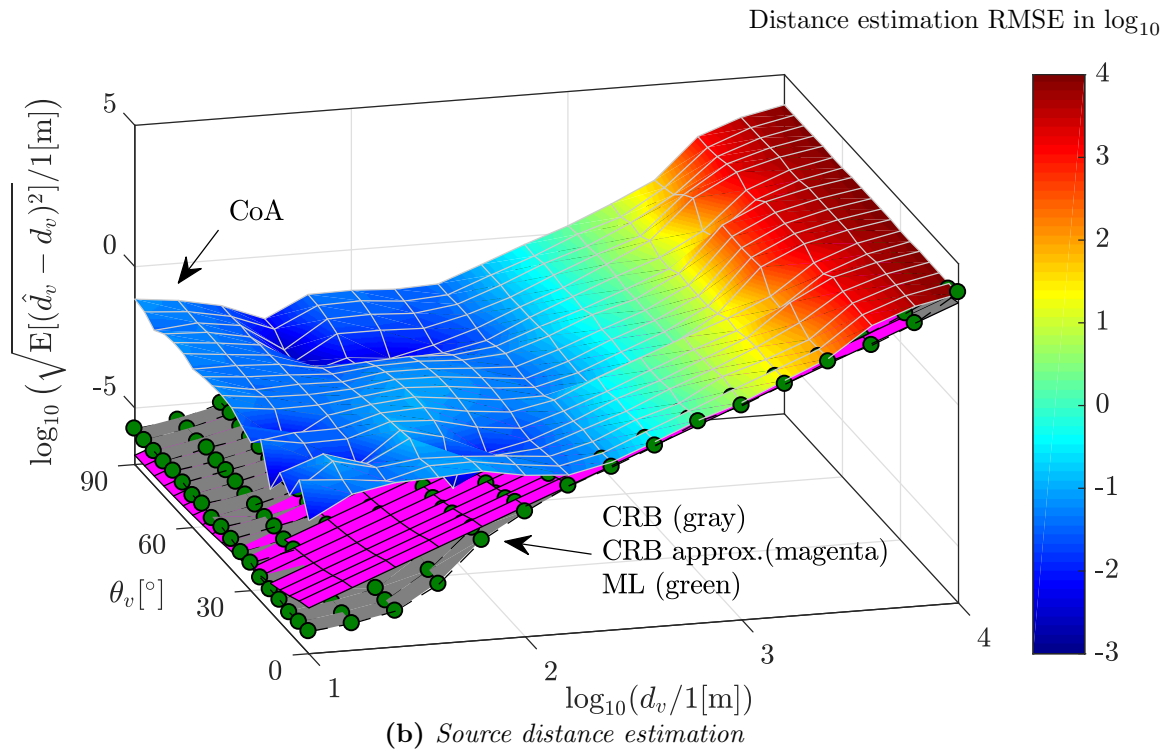 Distance estimation RMSE in log₁₀
log₁₀ (√E[(d̂ᵥ − dᵥ)²]/1[m])
5
0
-5
CoA
CRB (gray)
CRB approx.(magenta)
ML (green)
90
60
30
0
θᵥ[°]
1
2
3
4
log₁₀(dᵥ/1[m])
4
3
2
1
0
-1
-2
-3
(b) Source distance estimation